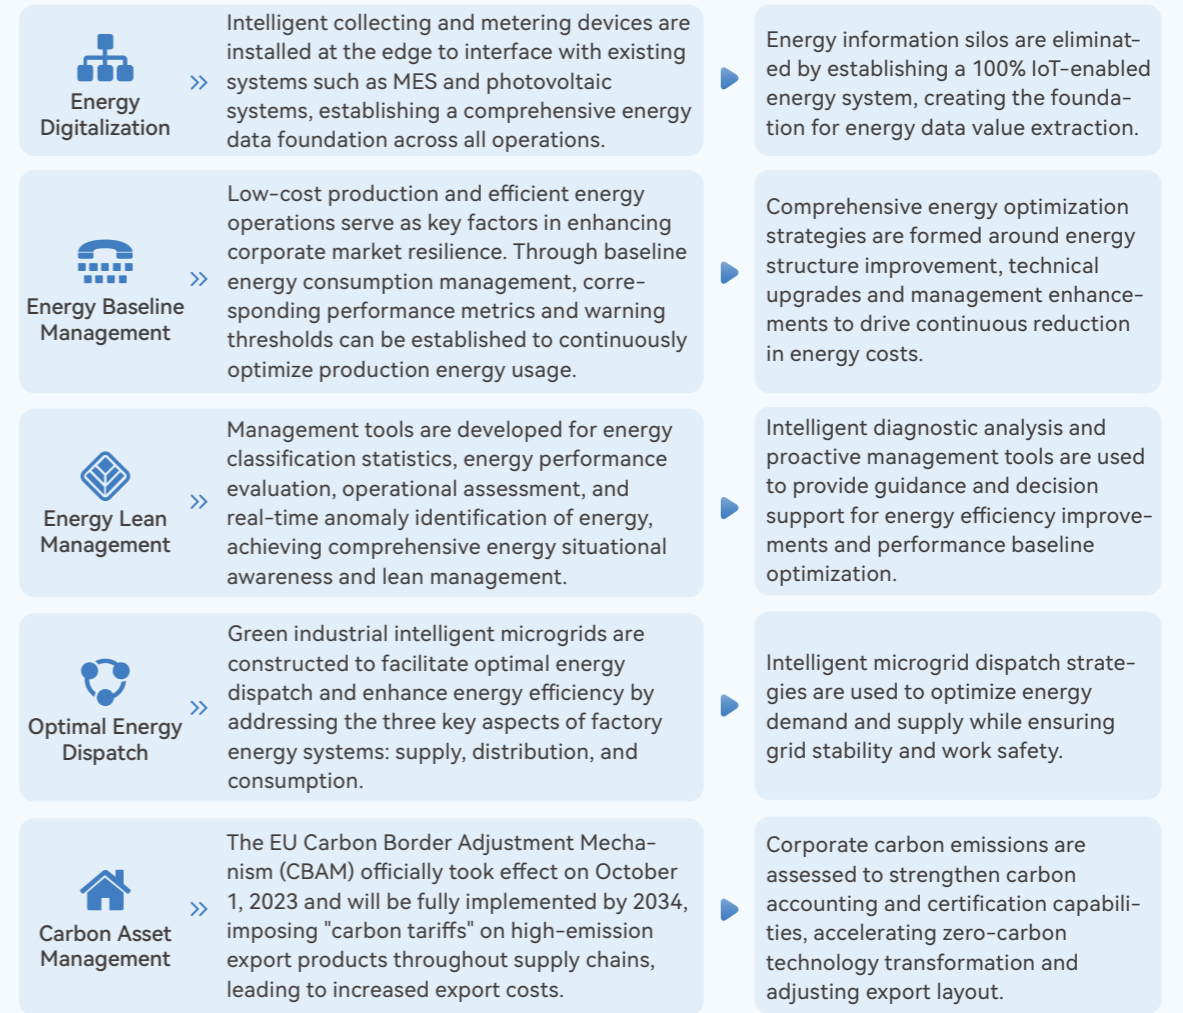 Energy
Digitalization
Intelligent collecting and metering devices are
installed at the edge to interface with existing
systems such as MES and photovoltaic
systems, establishing a comprehensive energy
data foundation across all operations.
Energy information silos are eliminat-
ed by establishing a 100% IoT-enabled
energy system, creating the founda-
tion for energy data value extraction.
Energy Baseline
Management
Low-cost production and efficient energy
operations serve as key factors in enhancing
corporate market resilience. Through baseline
energy consumption management, corre-
sponding performance metrics and warning
thresholds can be established to continuously
optimize production energy usage.
Comprehensive energy optimization
strategies are formed around energy
structure improvement, technical
upgrades and management enhance-
ments to drive continuous reduction
in energy costs.
Energy Lean
Management
Management tools are developed for energy
classification statistics, energy performance
evaluation, operational assessment, and
real-time anomaly identification of energy,
achieving comprehensive energy situational
awareness and lean management.
Intelligent diagnostic analysis and
proactive management tools are used
to provide guidance and decision
support for energy efficiency improve-
ments and performance baseline
optimization.
Optimal Energy
Dispatch
Green industrial intelligent microgrids are
constructed to facilitate optimal energy
dispatch and enhance energy efficiency by
addressing the three key aspects of factory
energy systems: supply, distribution, and
consumption.
Intelligent microgrid dispatch strate-
gies are used to optimize energy
demand and supply while ensuring
grid stability and work safety.
Carbon Asset
Management
The EU Carbon Border Adjustment Mecha-
nism (CBAM) officially took effect on October
1, 2023 and will be fully implemented by 2034,
imposing "carbon tariffs" on high-emission
export products throughout supply chains,
leading to increased export costs.
Corporate carbon emissions are
assessed to strengthen carbon
accounting and certification capabili-
ties, accelerating zero-carbon
technology transformation and
adjusting export layout.